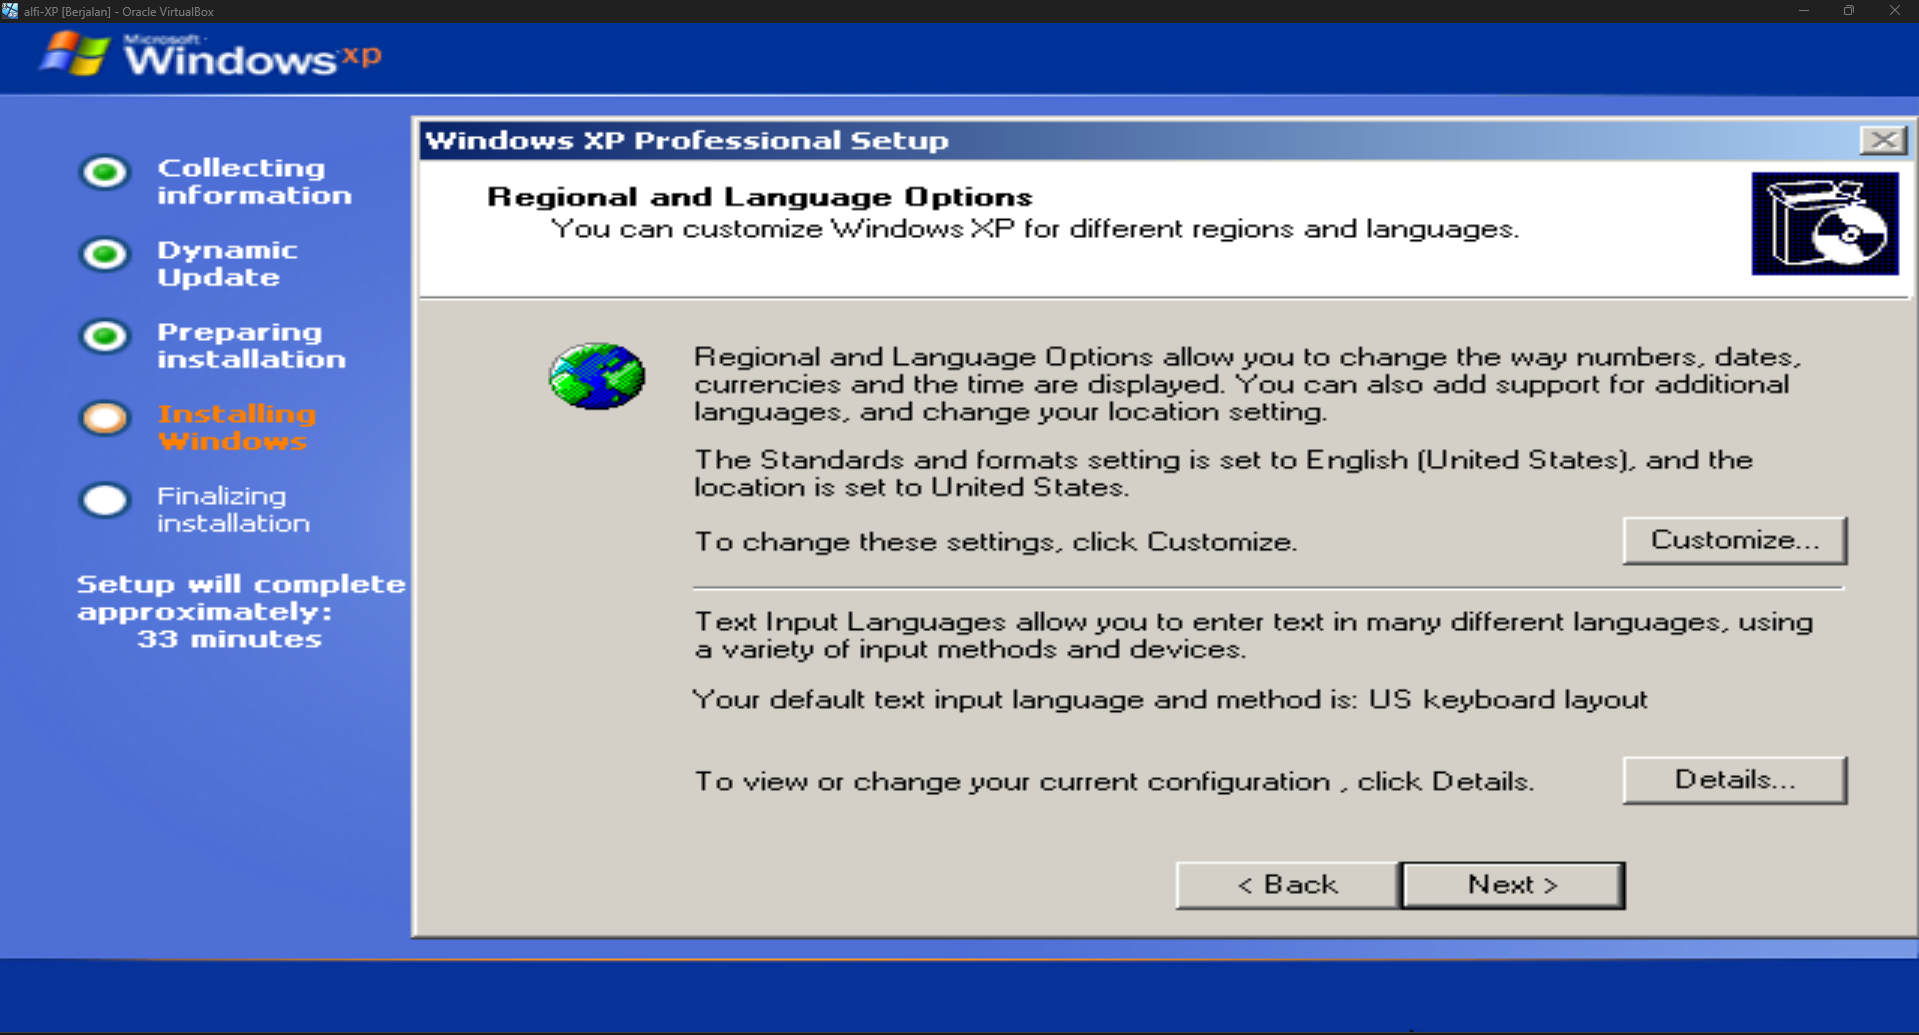 alfi-XP [Berjalan] - Oracle VirtualBox
Microsoft
Windows xp
Collecting
information
Dynamic
Update
Preparing
installation
Installing
Windows
Finalizing
installation
Setup will complete
approximately:
33 minutes
Windows XP Professional Setup
Regional and Language Options
You can customize Windows XP for different regions and languages.
Regional and Language Options allow you to change the way numbers, dates,
currencies and the time are displayed. You can also add support for additional
languages, and change your location setting.
The Standards and formats setting is set to English (United States), and the
location is set to United States.
To change these settings, click Customize.
Customize...
Text Input Languages allow you to enter text in many different languages, using
a variety of input methods and devices.
Your default text input language and method is: US keyboard layout
To view or change your current configuration , click Details.
Details...
< Back
Next >